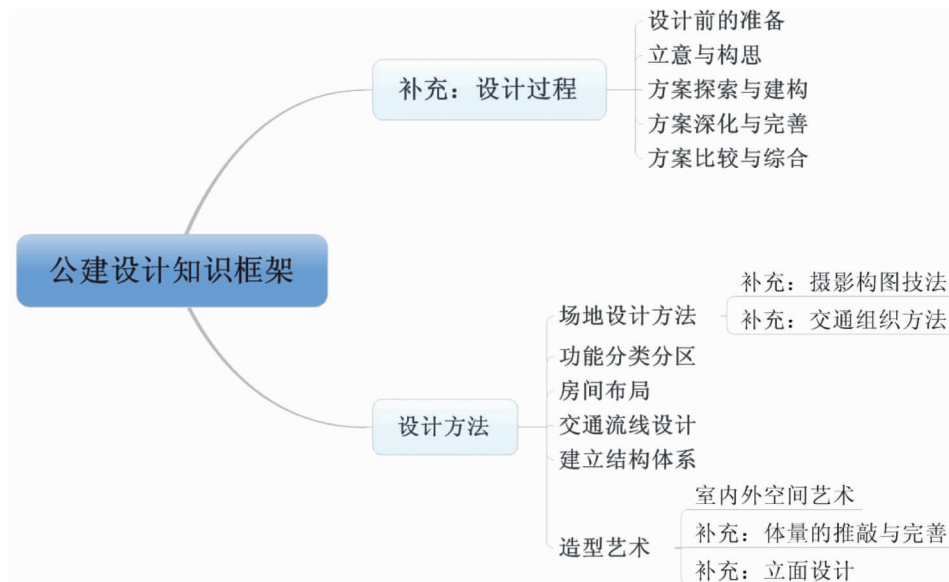 设计前的准备
立意与构思
补充：设计过程
方案探索与建构
方案深化与完善
方案比较与综合
公建设计知识框架
补充：摄影构图技法
场地设计方法
补充：交通组织方法
功能分类分区
房间布局
设计方法
交通流线设计
建立结构体系
室内外空间艺术
造型艺术
补充：体量的推敲与完善
补充：立面设计